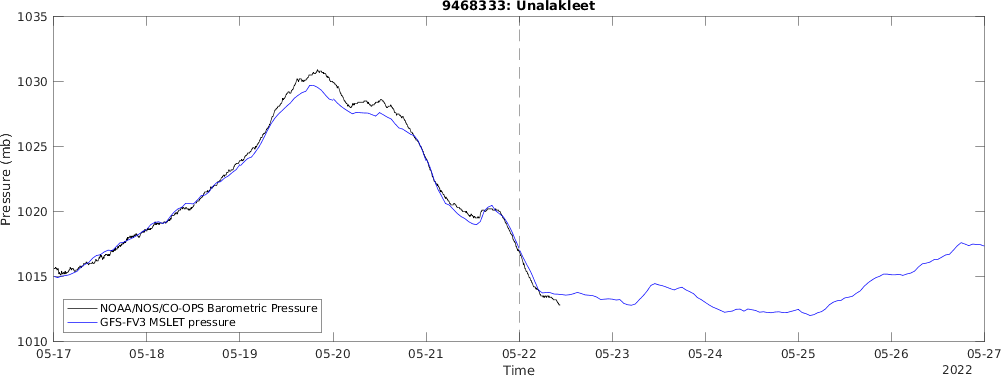 9468333: Unalakleet
Pressure (mb)
1035
1030
1025
1020
1015
1010
NOAA/NOS/CO-OPS Barometric Pressure
GFS-FV3 MSLET pressure
05-17 05-18 05-19 05-20 05-21 05-22 05-23 05-24 05-25 05-26 05-27
Time
2022